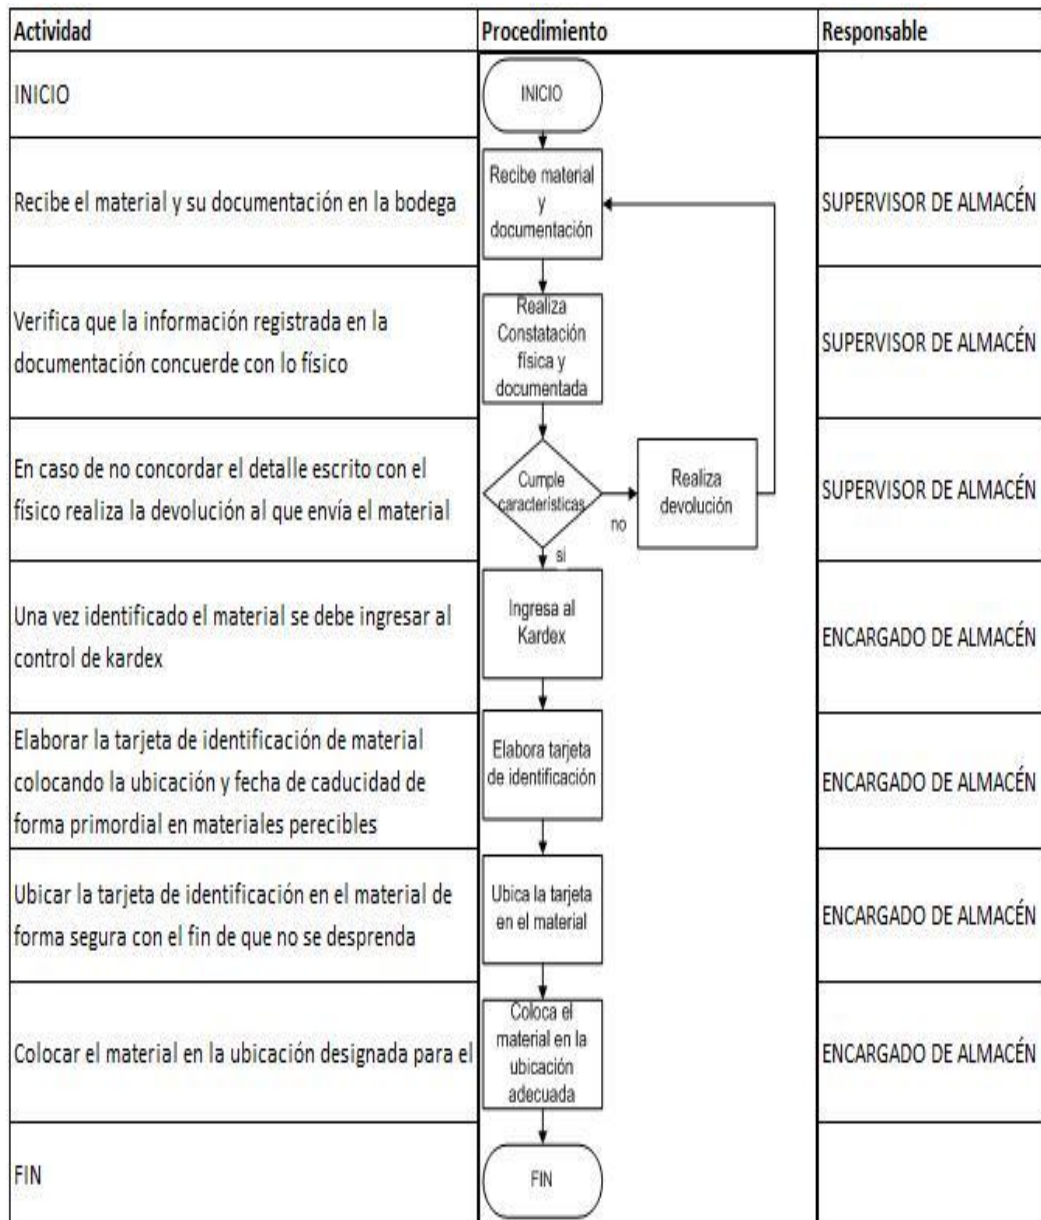 Actividad
Procedimiento
Responsable
INICIO
INICIO
Recibe el material y su documentación en la bodega
Recibe material
y
documentación
SUPERVISOR DE ALMACÉN
Verifica que la información registrada en la
documentación concuerde con lo físico
Realiza
Constatación
física y
documentada
SUPERVISOR DE ALMACÉN
En caso de no concordar el detalle escrito con el
físico realiza la devolución al que envía el material
Cumple
características
no
si
Realiza
devolución
SUPERVISOR DE ALMACÉN
Una vez identificado el material se debe ingresar al
control de kardex
Ingresa al
Kardex
ENCARGADO DE ALMACÉN
Elaborar la tarjeta de identificación de material
colocando la ubicación y fecha de caducidad de
forma primordial en materiales perecibles
Elabora tarjeta
de identificación
ENCARGADO DE ALMACÉN
Ubicar la tarjeta de identificación en el material de
forma segura con el fin de que no se desprenda
Ubica la tarjeta
en el material
ENCARGADO DE ALMACÉN
Colocar el material en la ubicación designada para el
Coloca el
material en la
ubicación
adecuada
ENCARGADO DE ALMACÉN
FIN
FIN